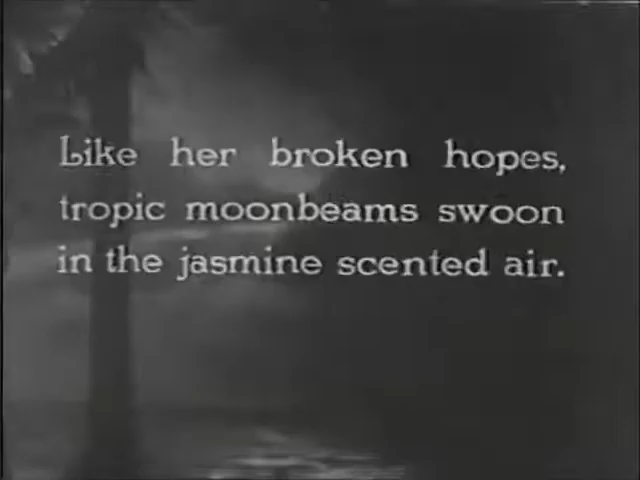 Like her broken hopes,
tropic moonbeams swoon
in the jasmine scented air.